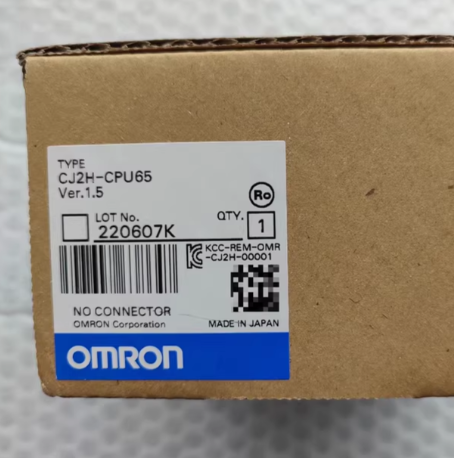 TYPE
CJ2H-CPU65
Ver.1.5
Ro
LOT No.
220607K
QTY.
1
KCC-REM-OMR
-CJ2H-00001
NO CONNECTOR
OMRON Corporation
MADE IN JAPAN
OMRON